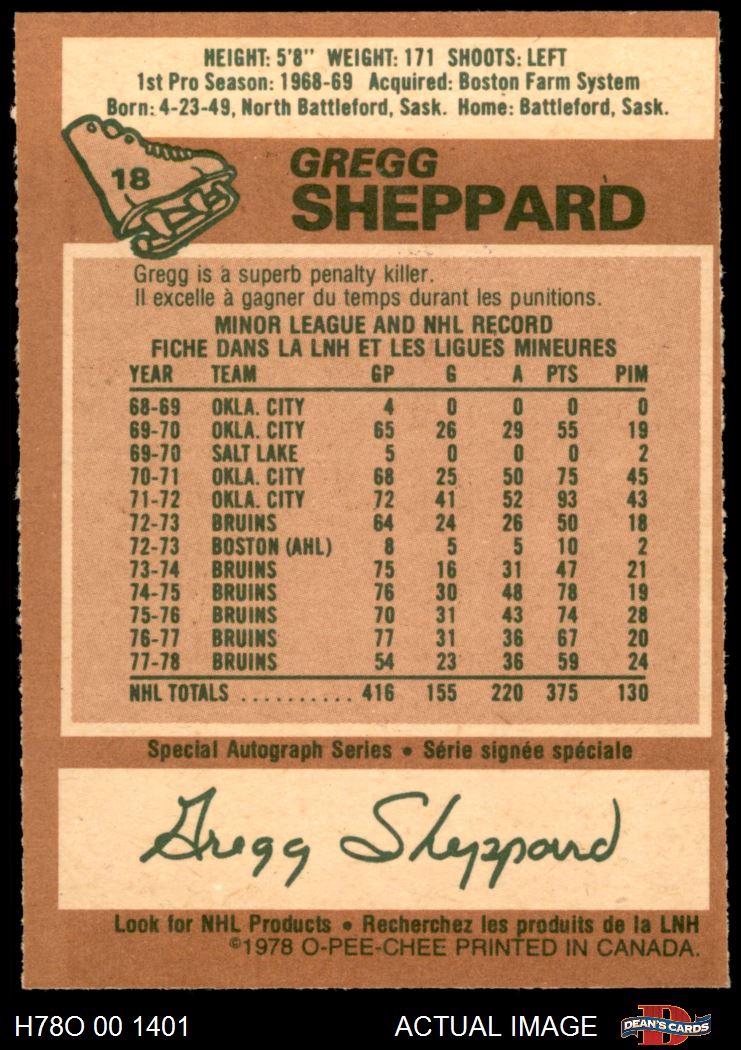 HEIGHT: 5'8" WEIGHT: 171 SHOOTS: LEFT
1st Pro Season: 1968-69 Acquired: Boston Farm System
Born: 4-23-49, North Battleford, Sask. Home: Battleford, Sask.
18
GREGG
SHEPPARD
Gregg is a superb penalty killer.
Il excelle à gagner du temps durant les punitions.
MINOR LEAGUE AND NHL RECORD
FICHE DANS LA LNH ET LES LIGUES MINEURES
YEAR TEAM GP G A PTS PIM
68-69 OKLA. CITY 4 0 0 0 0
69-70 OKLA. CITY 65 26 29 55 19
69-70 SALT LAKE 5 0 0 0 2
70-71 OKLA. CITY 68 25 50 75 45
71-72 OKLA. CITY 72 41 52 93 43
72-73 BRUINS 64 24 26 50 18
72-73 BOSTON (AHL) 8 5 5 10 2
73-74 BRUINS 75 16 31 47 21
74-75 BRUINS 76 30 48 78 19
75-76 BRUINS 70 31 43 74 28
76-77 BRUINS 77 31 36 67 20
77-78 BRUINS 54 23 36 59 24
NHL TOTALS .......... 416 155 220 375 130
Special Autograph Series • Série signée spéciale
Gregg Sheppard
Look for NHL Products • Recherchez les produits de la LNH
©1978 O-PEE-CHEE PRINTED IN CANADA.
H78O 00 1401 ACTUAL IMAGE D DEAN'S CARDS